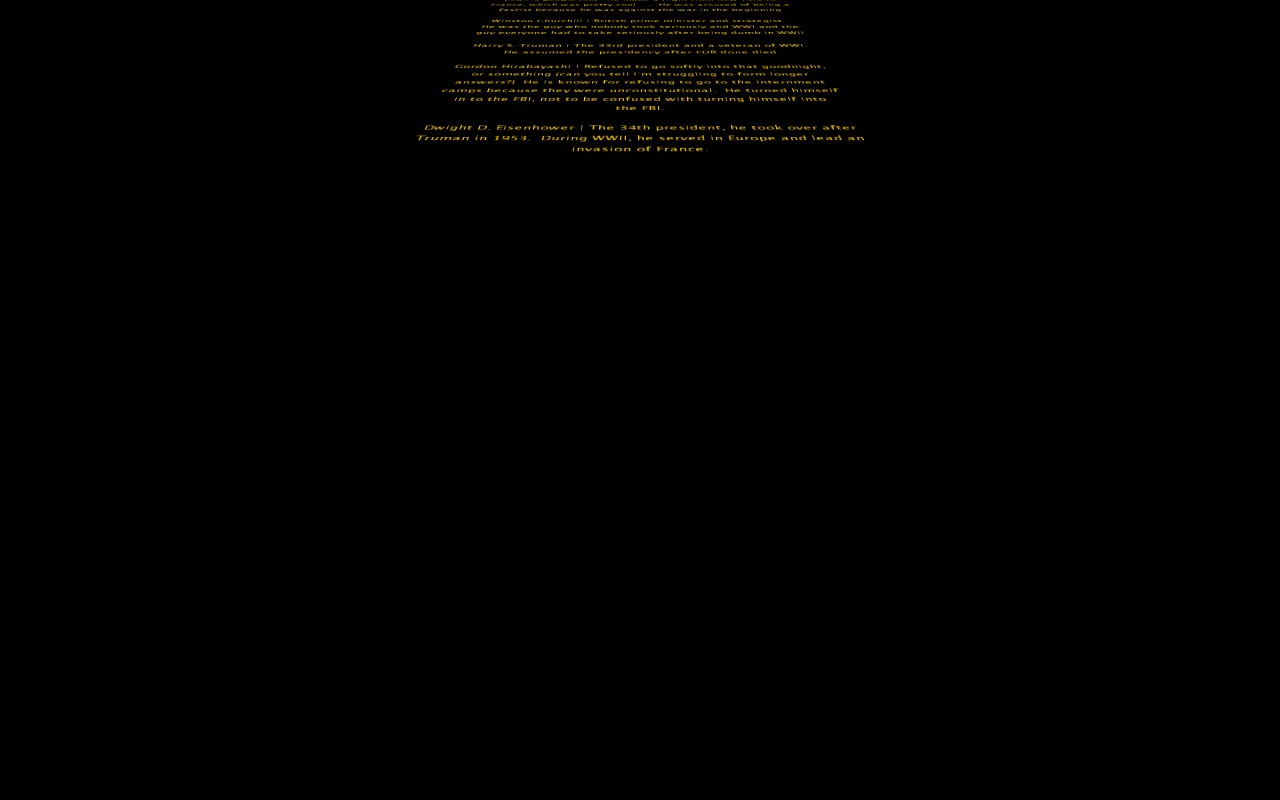 France, which was pretty cool. He was accused of being a
fascist because he was against the war in the beginning
Winston Churchill | British prime minister and strategist.
He was the guy who nobody took seriously and WWI and the
guy everyone had to take seriously after being dumb in WWII
Harry S. Truman | The 33rd president and a veteran of WWI.
He assumed the presidency after FDR done died
Gordon Hirabayashi | Refused to go softly into that goodnight,
or something (can you tell I'm struggling to form longer
answers?) He is known for refusing to go to the internment
camps because they were unconstitutional. He turned himself
in to the FBI, not to be confused with turning himself into
the FBI.
Dwight D. Eisenhower | The 34th president, he took over after
Truman in 1953. During WWII, he served in Europe and lead an
invasion of France.